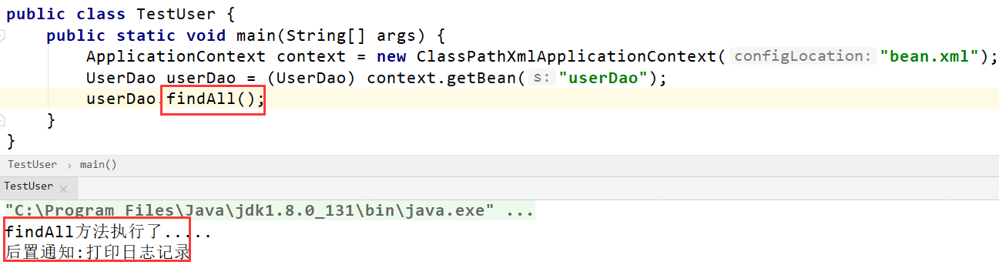 public class TestUser {
public static void main(String[] args) {
ApplicationContext context = new ClassPathXmlApplicationContext( configLocation: "bean.xml");
UserDao userDao = (UserDao) context.getBean( s: "userDao");
userDao.findAll();
}
}
TestUser › main()
TestUser ×
"C:\Program Files\Java\jdk1.8.0_131\bin\java.exe" ...
findAll方法执行了.....
后置通知:打印日志记录